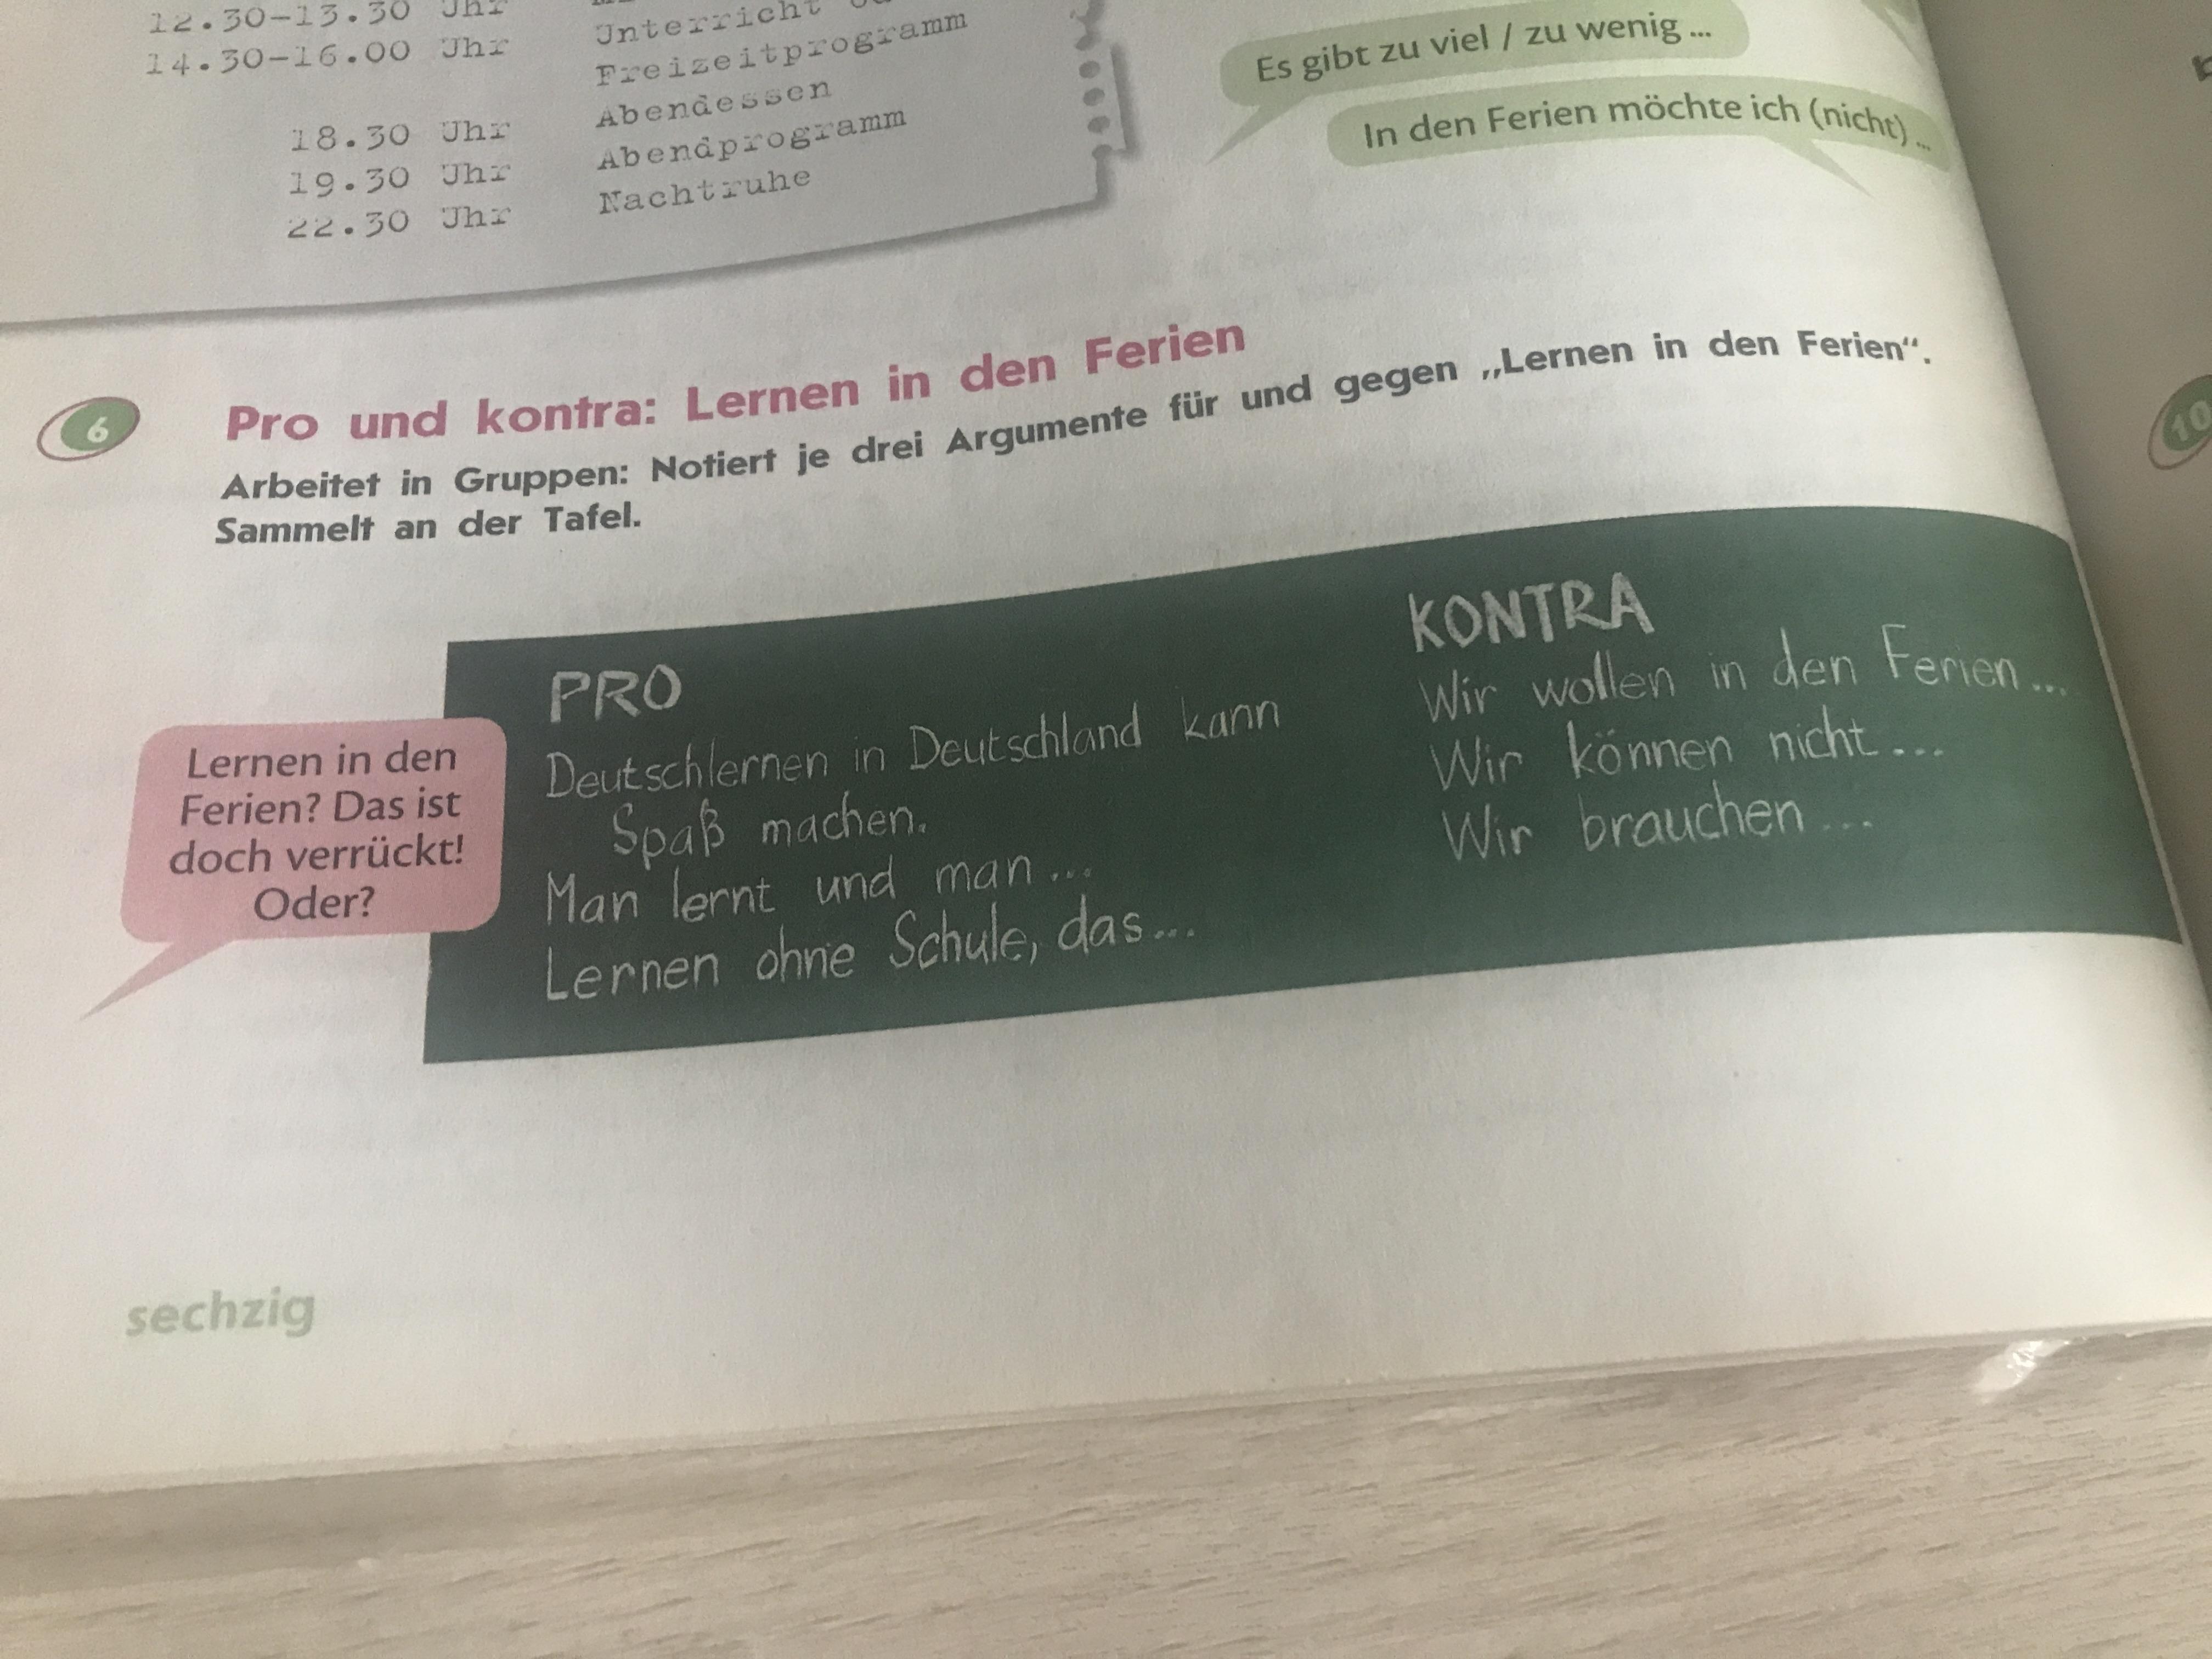 12.30–13.30 Uhr
14.30–16.00 Uhr Unterricht
Freizeitprogramm
18.30 Uhr Abendessen
19.30 Uhr Abendprogramm
22.30 Uhr Nachtruhe
Es gibt zu viel / zu wenig ...
In den Ferien möchte ich (nicht) ...
6
Pro und kontra: Lernen in den Ferien
Arbeitet in Gruppen: Notiert je drei Argumente für und gegen „Lernen in den Ferien“.
Sammelt an der Tafel.
Lernen in den
Ferien? Das ist
doch verrückt!
Oder?
PRO
Deutschlernen in Deutschland kann
Spaß machen.
Man lernt und man ...
Lernen ohne Schule, das ...
KONTRA
Wir wollen in den Ferien ...
Wir können nicht ...
Wir brauchen ...
sechzig
10